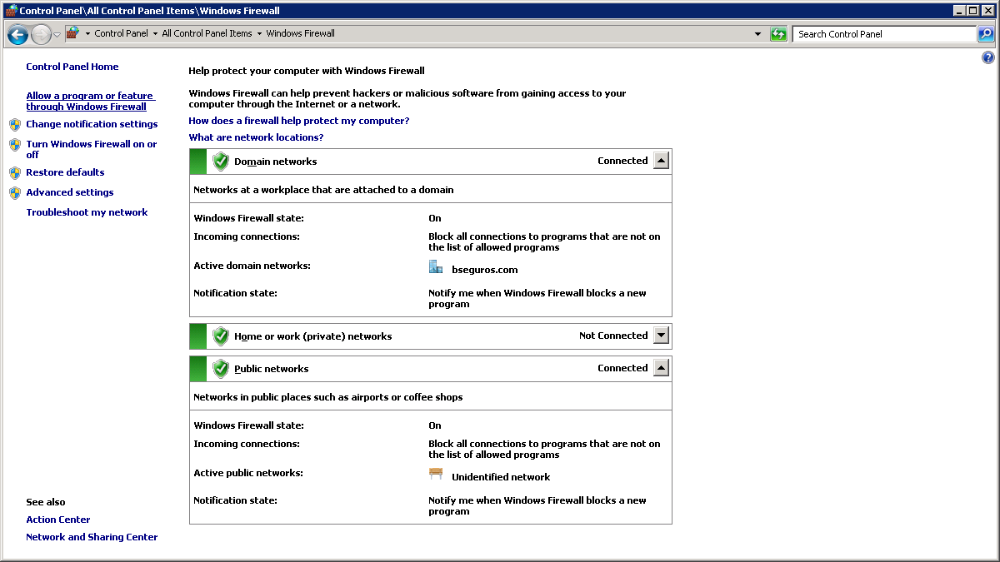 Control Panel\All Control Panel Items\Windows Firewall
Control Panel
All Control Panel Items
Windows Firewall
Search Control Panel
Control Panel Home
Allow a program or feature
through Windows Firewall
Change notification settings
Turn Windows Firewall on or
off
Restore defaults
Advanced settings
Troubleshoot my network
See also
Action Center
Network and Sharing Center
Help protect your computer with Windows Firewall
Windows Firewall can help prevent hackers or malicious software from gaining access to your
computer through the Internet or a network.
How does a firewall help protect my computer?
What are network locations?
Domain networks Connected
Networks at a workplace that are attached to a domain
Windows Firewall state: On
Incoming connections: Block all connections to programs that are not on
the list of allowed programs
Active domain networks: bseguros.com
Notification state: Notify me when Windows Firewall blocks a new
program
Home or work (private) networks Not Connected
Public networks Connected
Networks in public places such as airports or coffee shops
Windows Firewall state: On
Incoming connections: Block all connections to programs that are not on
the list of allowed programs
Active public networks: Unidentified network
Notification state: Notify me when Windows Firewall blocks a new
program